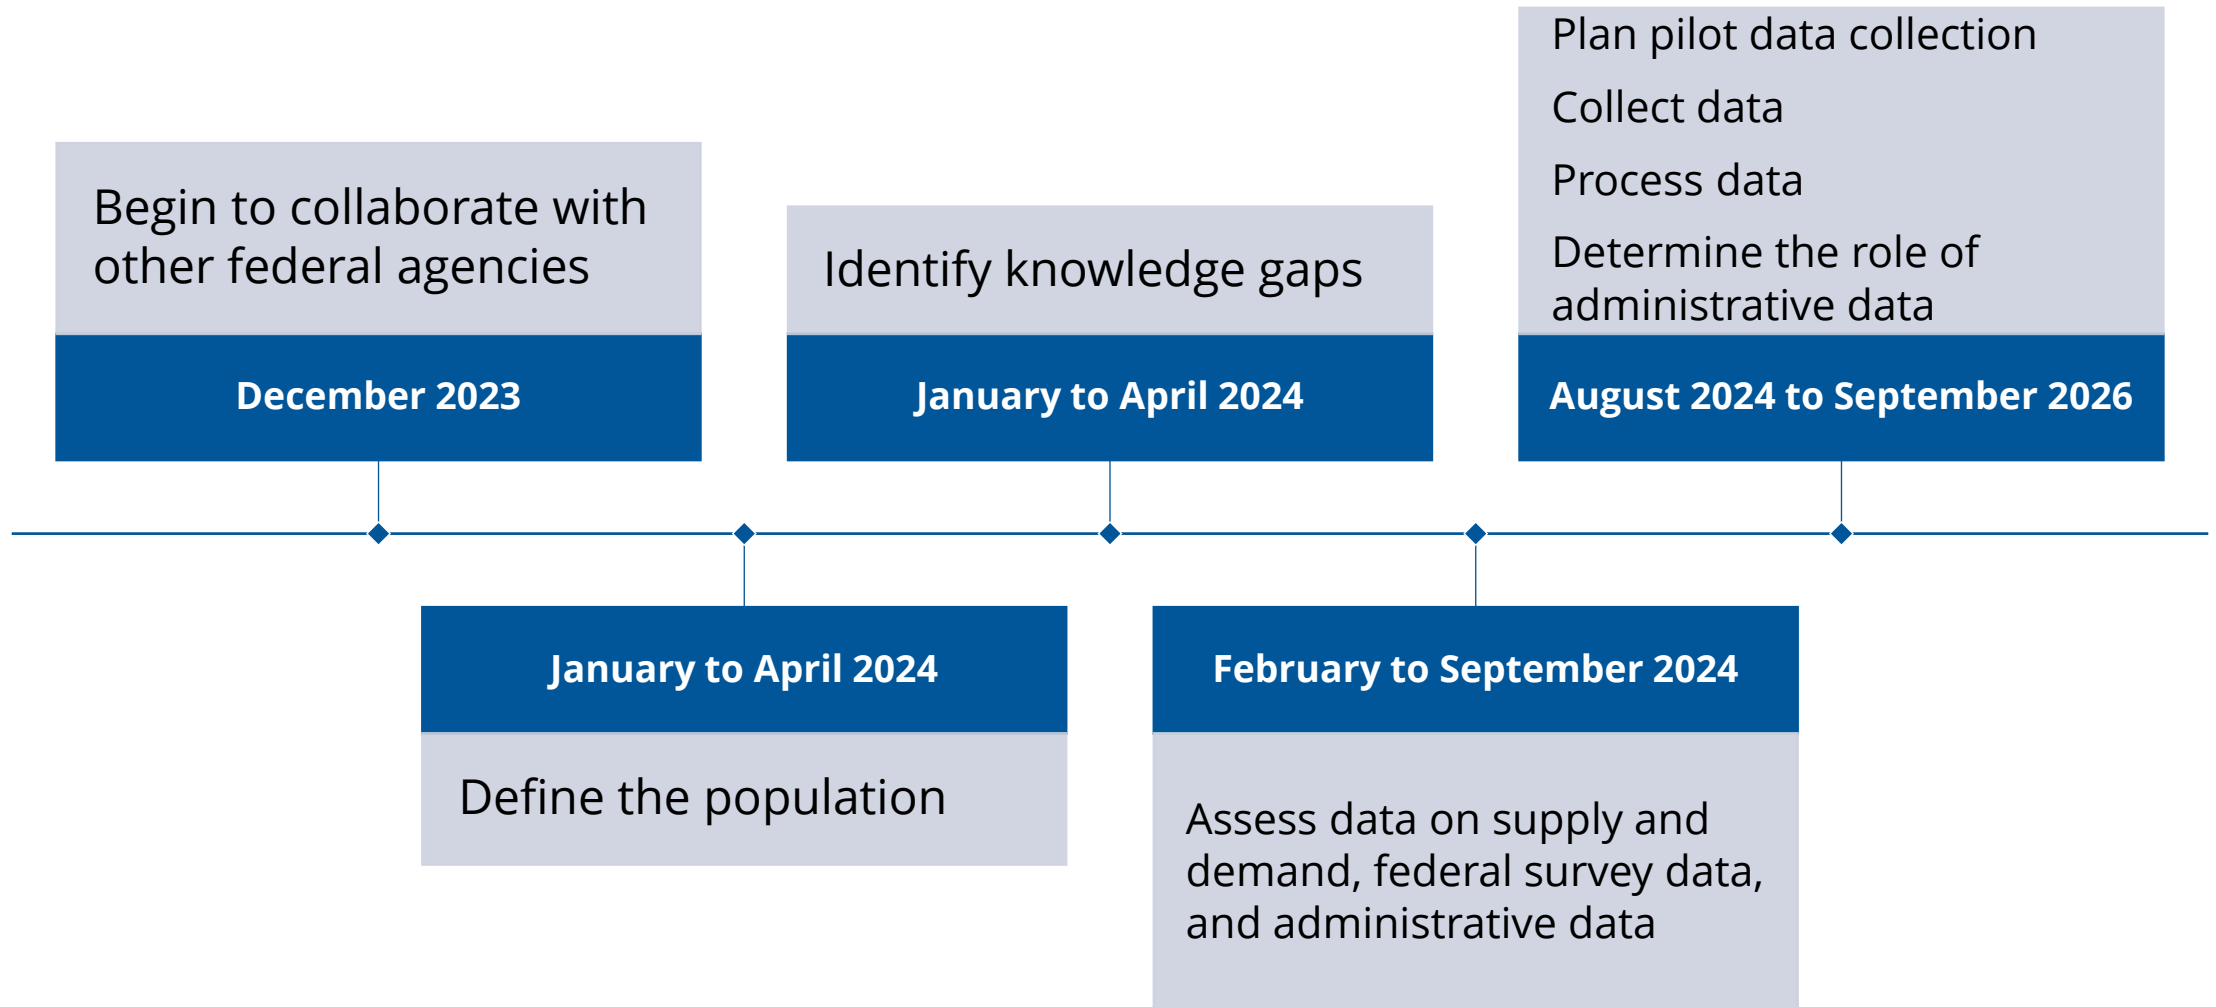 Begin to collaborate with
other federal agencies
December 2023
January to April 2024
Define the population
Identify knowledge gaps
January to April 2024
February to September 2024
Assess data on supply and
demand, federal survey data,
and administrative data
Plan pilot data collection
Collect data
Process data
Determine the role of
administrative data
August 2024 to September 2026